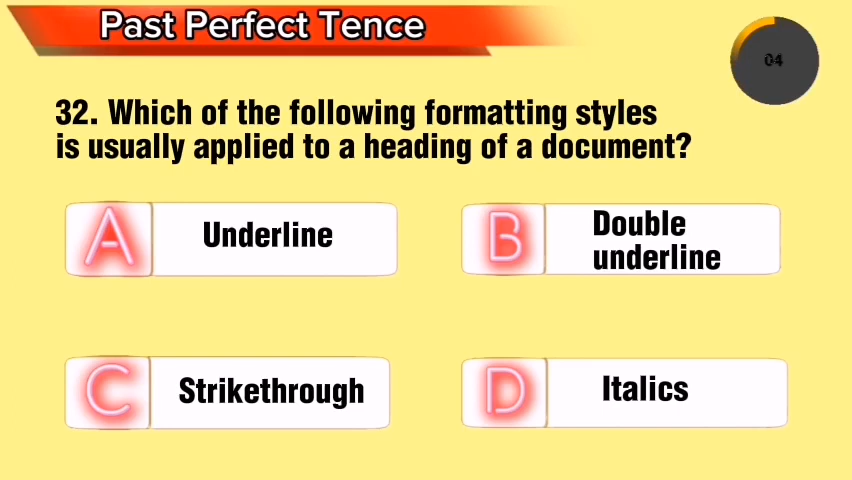 Past Perfect Tence
04
32. Which of the following formatting styles
is usually applied to a heading of a document?
A Underline
B Double
underline
C Strikethrough
D Italics